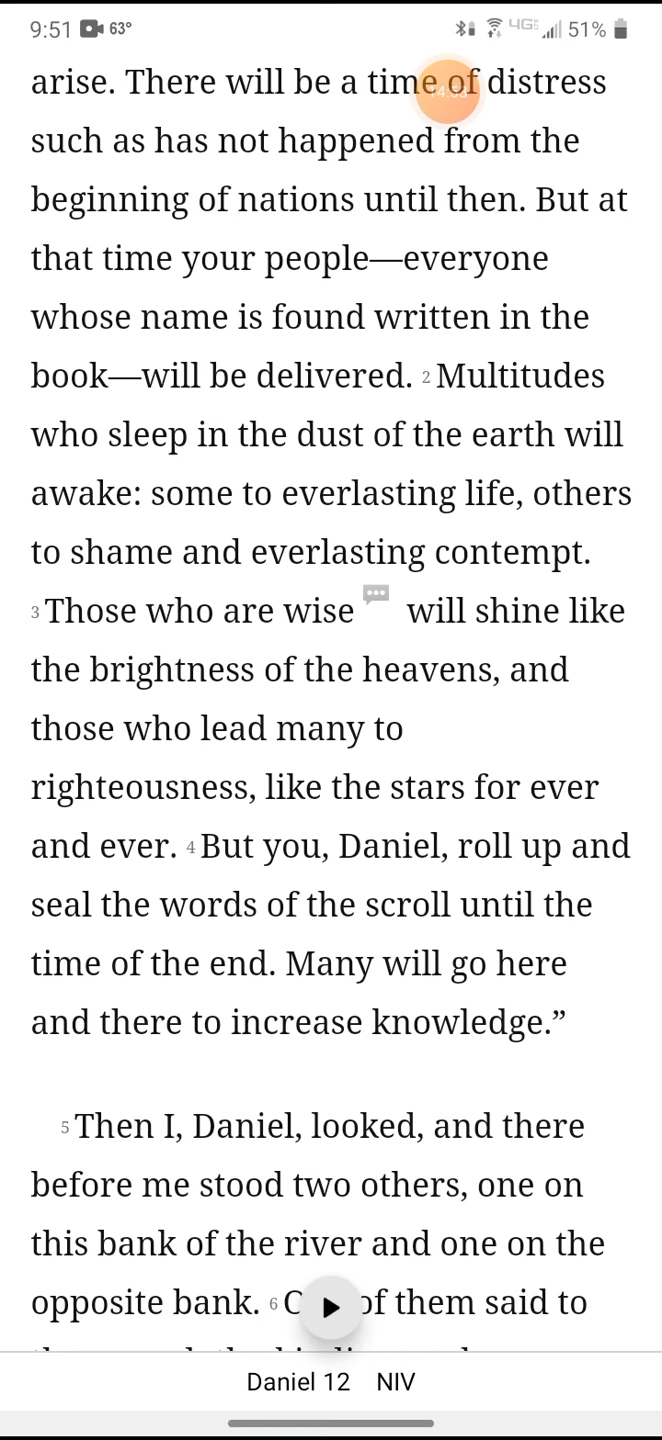 9:51 63° 4G 51%
arise. There will be a time of distress
such as has not happened from the
beginning of nations until then. But at
that time your people—everyone
whose name is found written in the
book—will be delivered. 2 Multitudes
who sleep in the dust of the earth will
awake: some to everlasting life, others
to shame and everlasting contempt.
3 Those who are wise will shine like
the brightness of the heavens, and
those who lead many to
righteousness, like the stars for ever
and ever. 4 But you, Daniel, roll up and
seal the words of the scroll until the
time of the end. Many will go here
and there to increase knowledge.”
5 Then I, Daniel, looked, and there
before me stood two others, one on
this bank of the river and one on the
opposite bank. 6 of them said to
Daniel 12 NIV